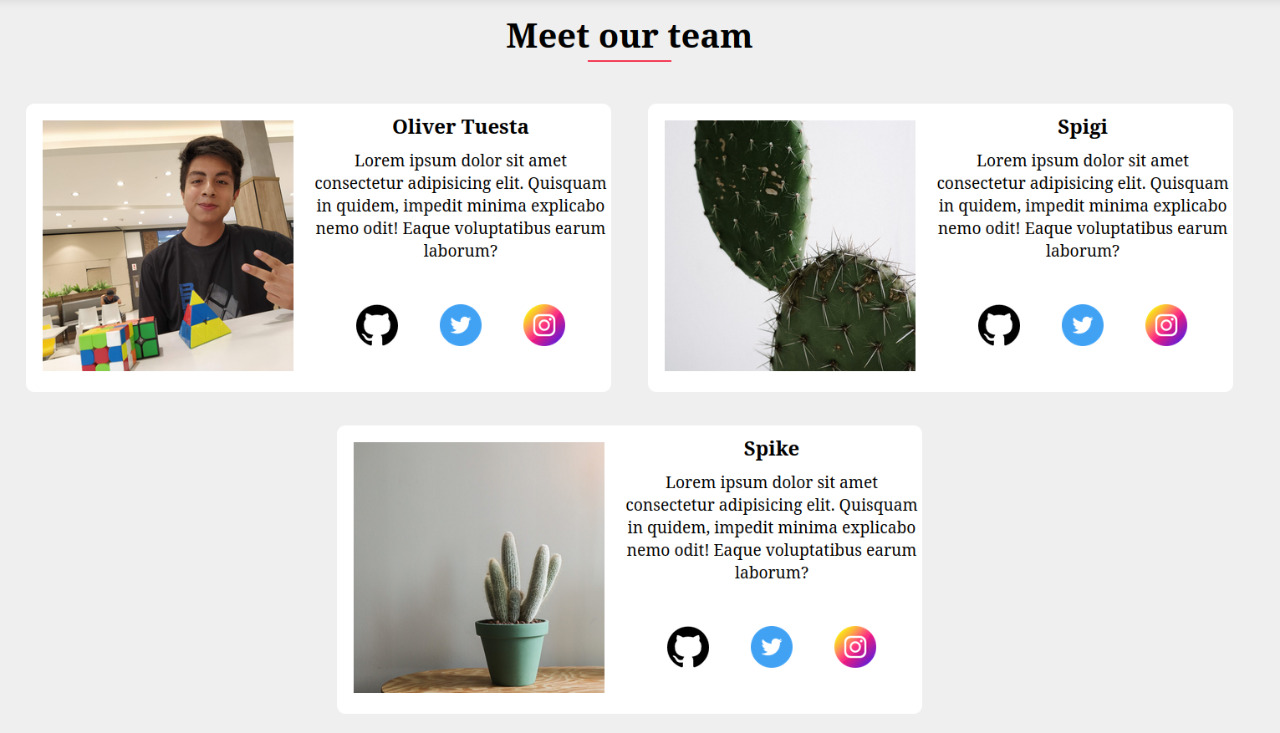 Meet our team
Oliver Tuesta
Lorem ipsum dolor sit amet
consectetur adipisicing elit. Quisquam
in quidem, impedit minima explicabo
nemo odit! Eaque voluptatibus earum
laborum?
Spigi
Lorem ipsum dolor sit amet
consectetur adipisicing elit. Quisquam
in quidem, impedit minima explicabo
nemo odit! Eaque voluptatibus earum
laborum?
Spike
Lorem ipsum dolor sit amet
consectetur adipisicing elit. Quisquam
in quidem, impedit minima explicabo
nemo odit! Eaque voluptatibus earum
laborum?